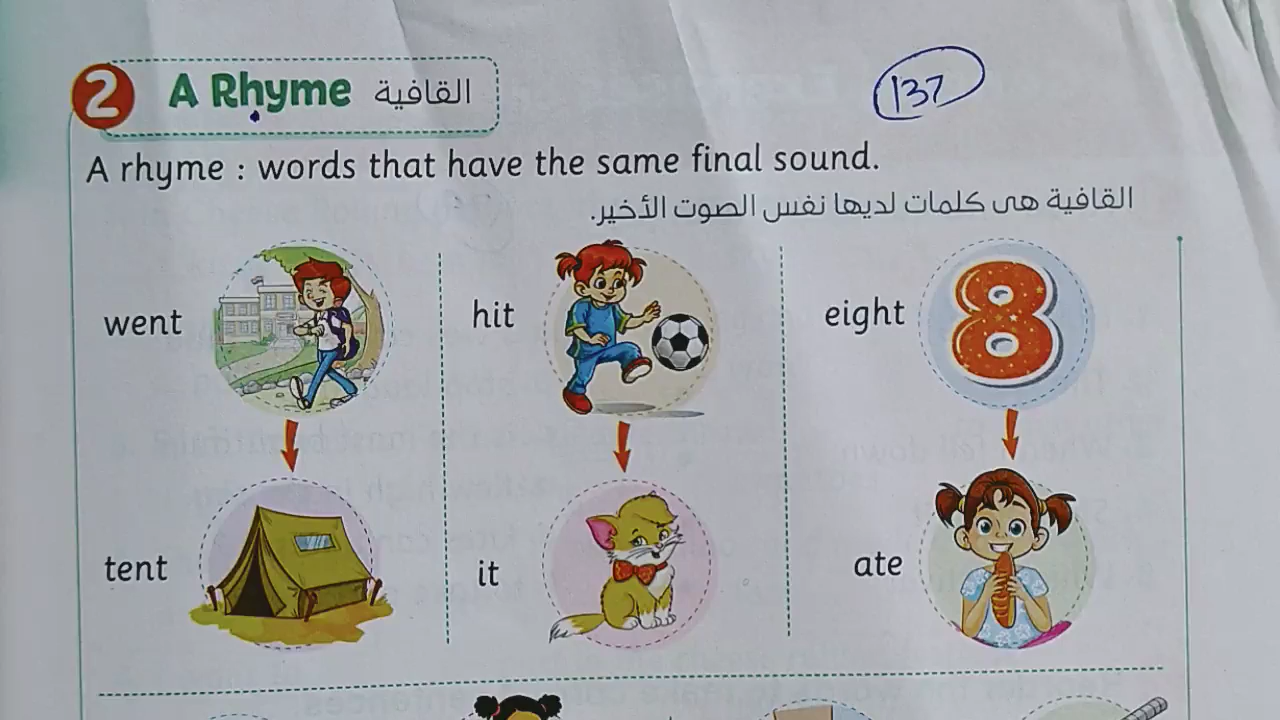 2 A Rhyme القافية
137
A rhyme : words that have the same final sound.
القافية هى كلمات لديها نفس الصوت الأخير.
went hit eight 8
tent it ate